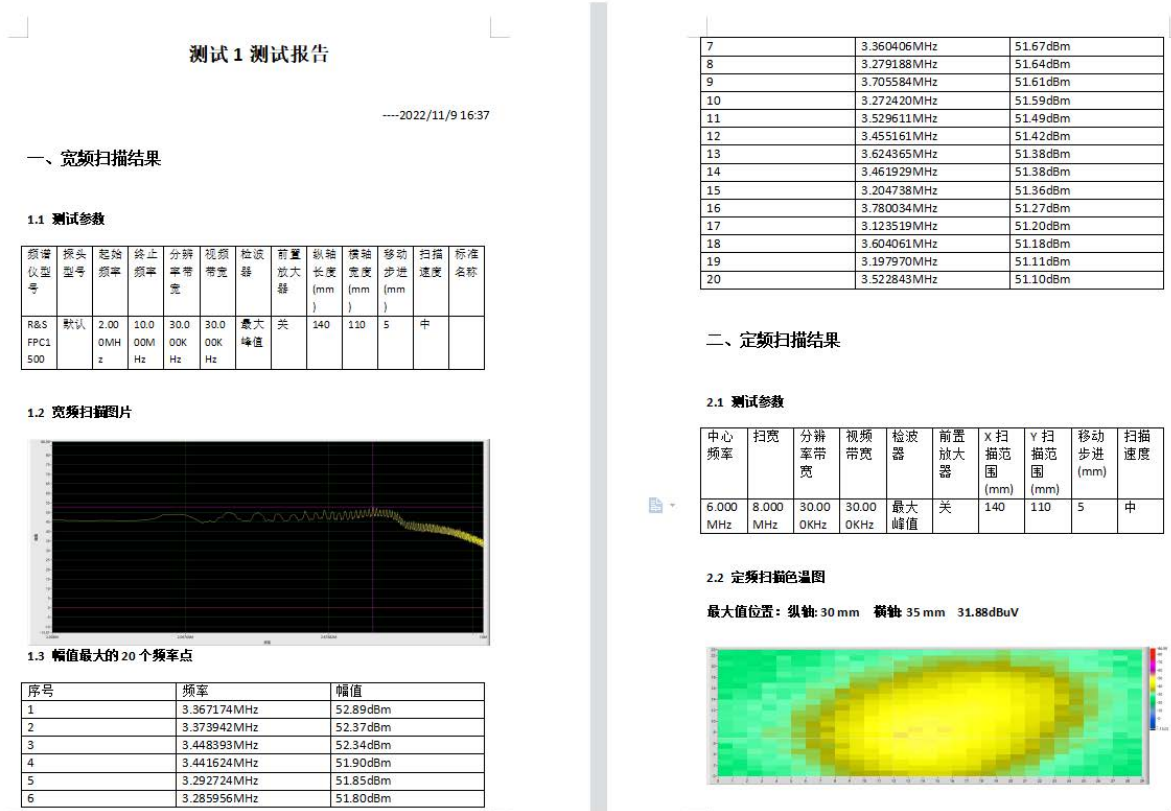 测试 1 测试报告
----2022/11/9 16:37
一、宽频扫描结果
1.1 测试参数
频谱仪型号 探头型号 起始频率 终止频率 分辨率带宽 视频带宽 检波器 前置放大器 纵轴长度(mm) 横轴宽度(mm) 移动步进(mm) 扫描速度 标准名称
R&S FPC1500 默认 2.000MHz 10.000MHz 30.000KHz 30.000KHz 最大峰值 关 140 110 5 中
1.2 宽频扫描图片
1.3 幅值最大的 20 个频率点
序号 频率 幅值
1 3.367174MHz 52.89dBm
2 3.373942MHz 52.37dBm
3 3.448393MHz 52.34dBm
4 3.441624MHz 51.90dBm
5 3.292724MHz 51.85dBm
6 3.285956MHz 51.80dBm
7 3.360406MHz 51.67dBm
8 3.279188MHz 51.64dBm
9 3.705584MHz 51.61dBm
10 3.272420MHz 51.59dBm
11 3.529611MHz 51.49dBm
12 3.455161MHz 51.42dBm
13 3.624365MHz 51.38dBm
14 3.461929MHz 51.38dBm
15 3.204738MHz 51.36dBm
16 3.780034MHz 51.27dBm
17 3.123519MHz 51.20dBm
18 3.604061MHz 51.18dBm
19 3.197970MHz 51.11dBm
20 3.522843MHz 51.10dBm
二、定频扫描结果
2.1 测试参数
中心频率 扫宽 分辨率带宽 视频带宽 检波器 前置放大器 X 扫描范围(mm) Y 扫描范围(mm) 移动步进(mm) 扫描速度
6.000MHz 8.000MHz 30.000KHz 30.000KHz 最大峰值 关 140 110 5 中
2.2 定频扫描色温图
最大值位置：纵轴: 30 mm 横轴: 35 mm 31.88dBuV